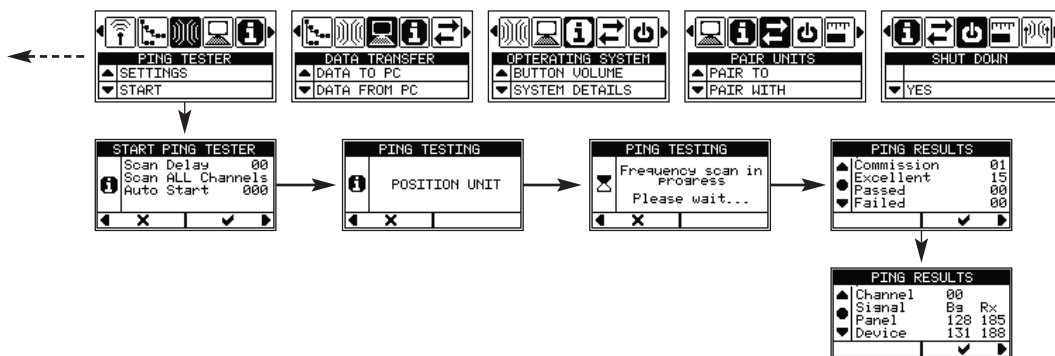 PING TESTER
SETTINGS
START
DATA TRANSFER
DATA TO PC
DATA FROM PC
OPTERATING SYSTEM
BUTTON VOLUME
SYSTEM DETAILS
PAIR UNITS
PAIR TO
PAIR WITH
SHUT DOWN
YES
START PING TESTER
Scan Delay 00
Scan ALL Channels
Auto Start 000
PING TESTING
POSITION UNIT
PING TESTING
Frequency scan in
progress
Please wait...
PING RESULTS
Commission 01
Excellent 15
Passed 00
Failed 00
PING RESULTS
Channel 00
Signal Bg Rx
Panel 128 185
Device 131 188